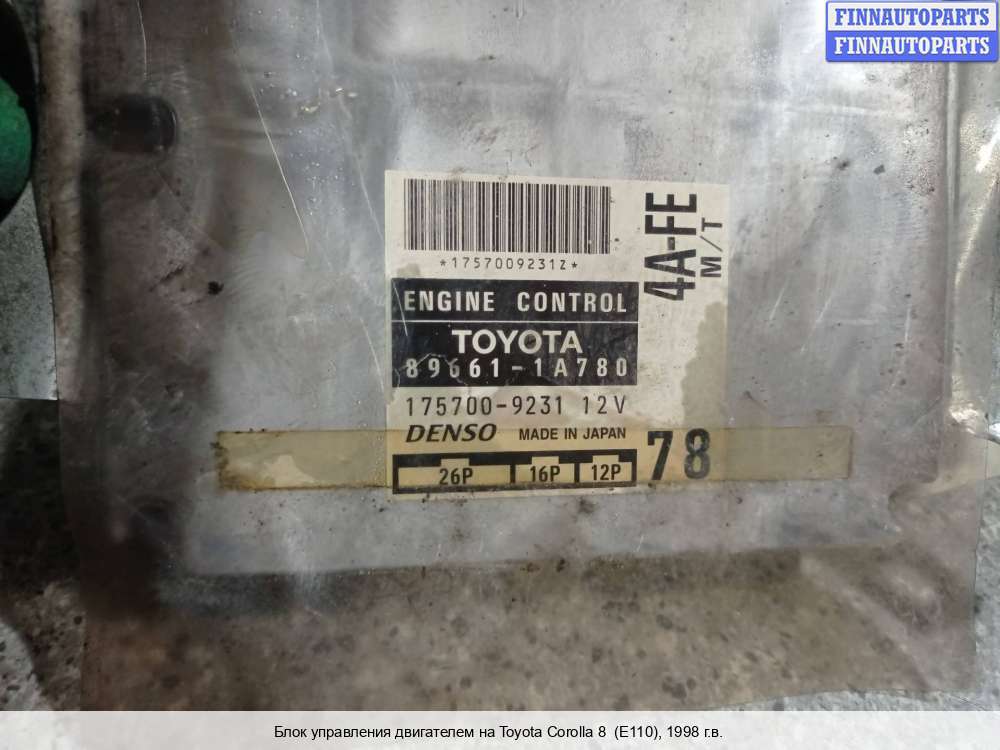 FINNAUTOPARTS
FINNAUTOPARTS
*1757009231Z*
4A-FE
M/T
ENGINE CONTROL
TOYOTA
89661-1A780
175700-9231 12V
DENSO MADE IN JAPAN
78
26P 16P 12P
Блок управления двигателем на Toyota Corolla 8 (E110), 1998 г.в.